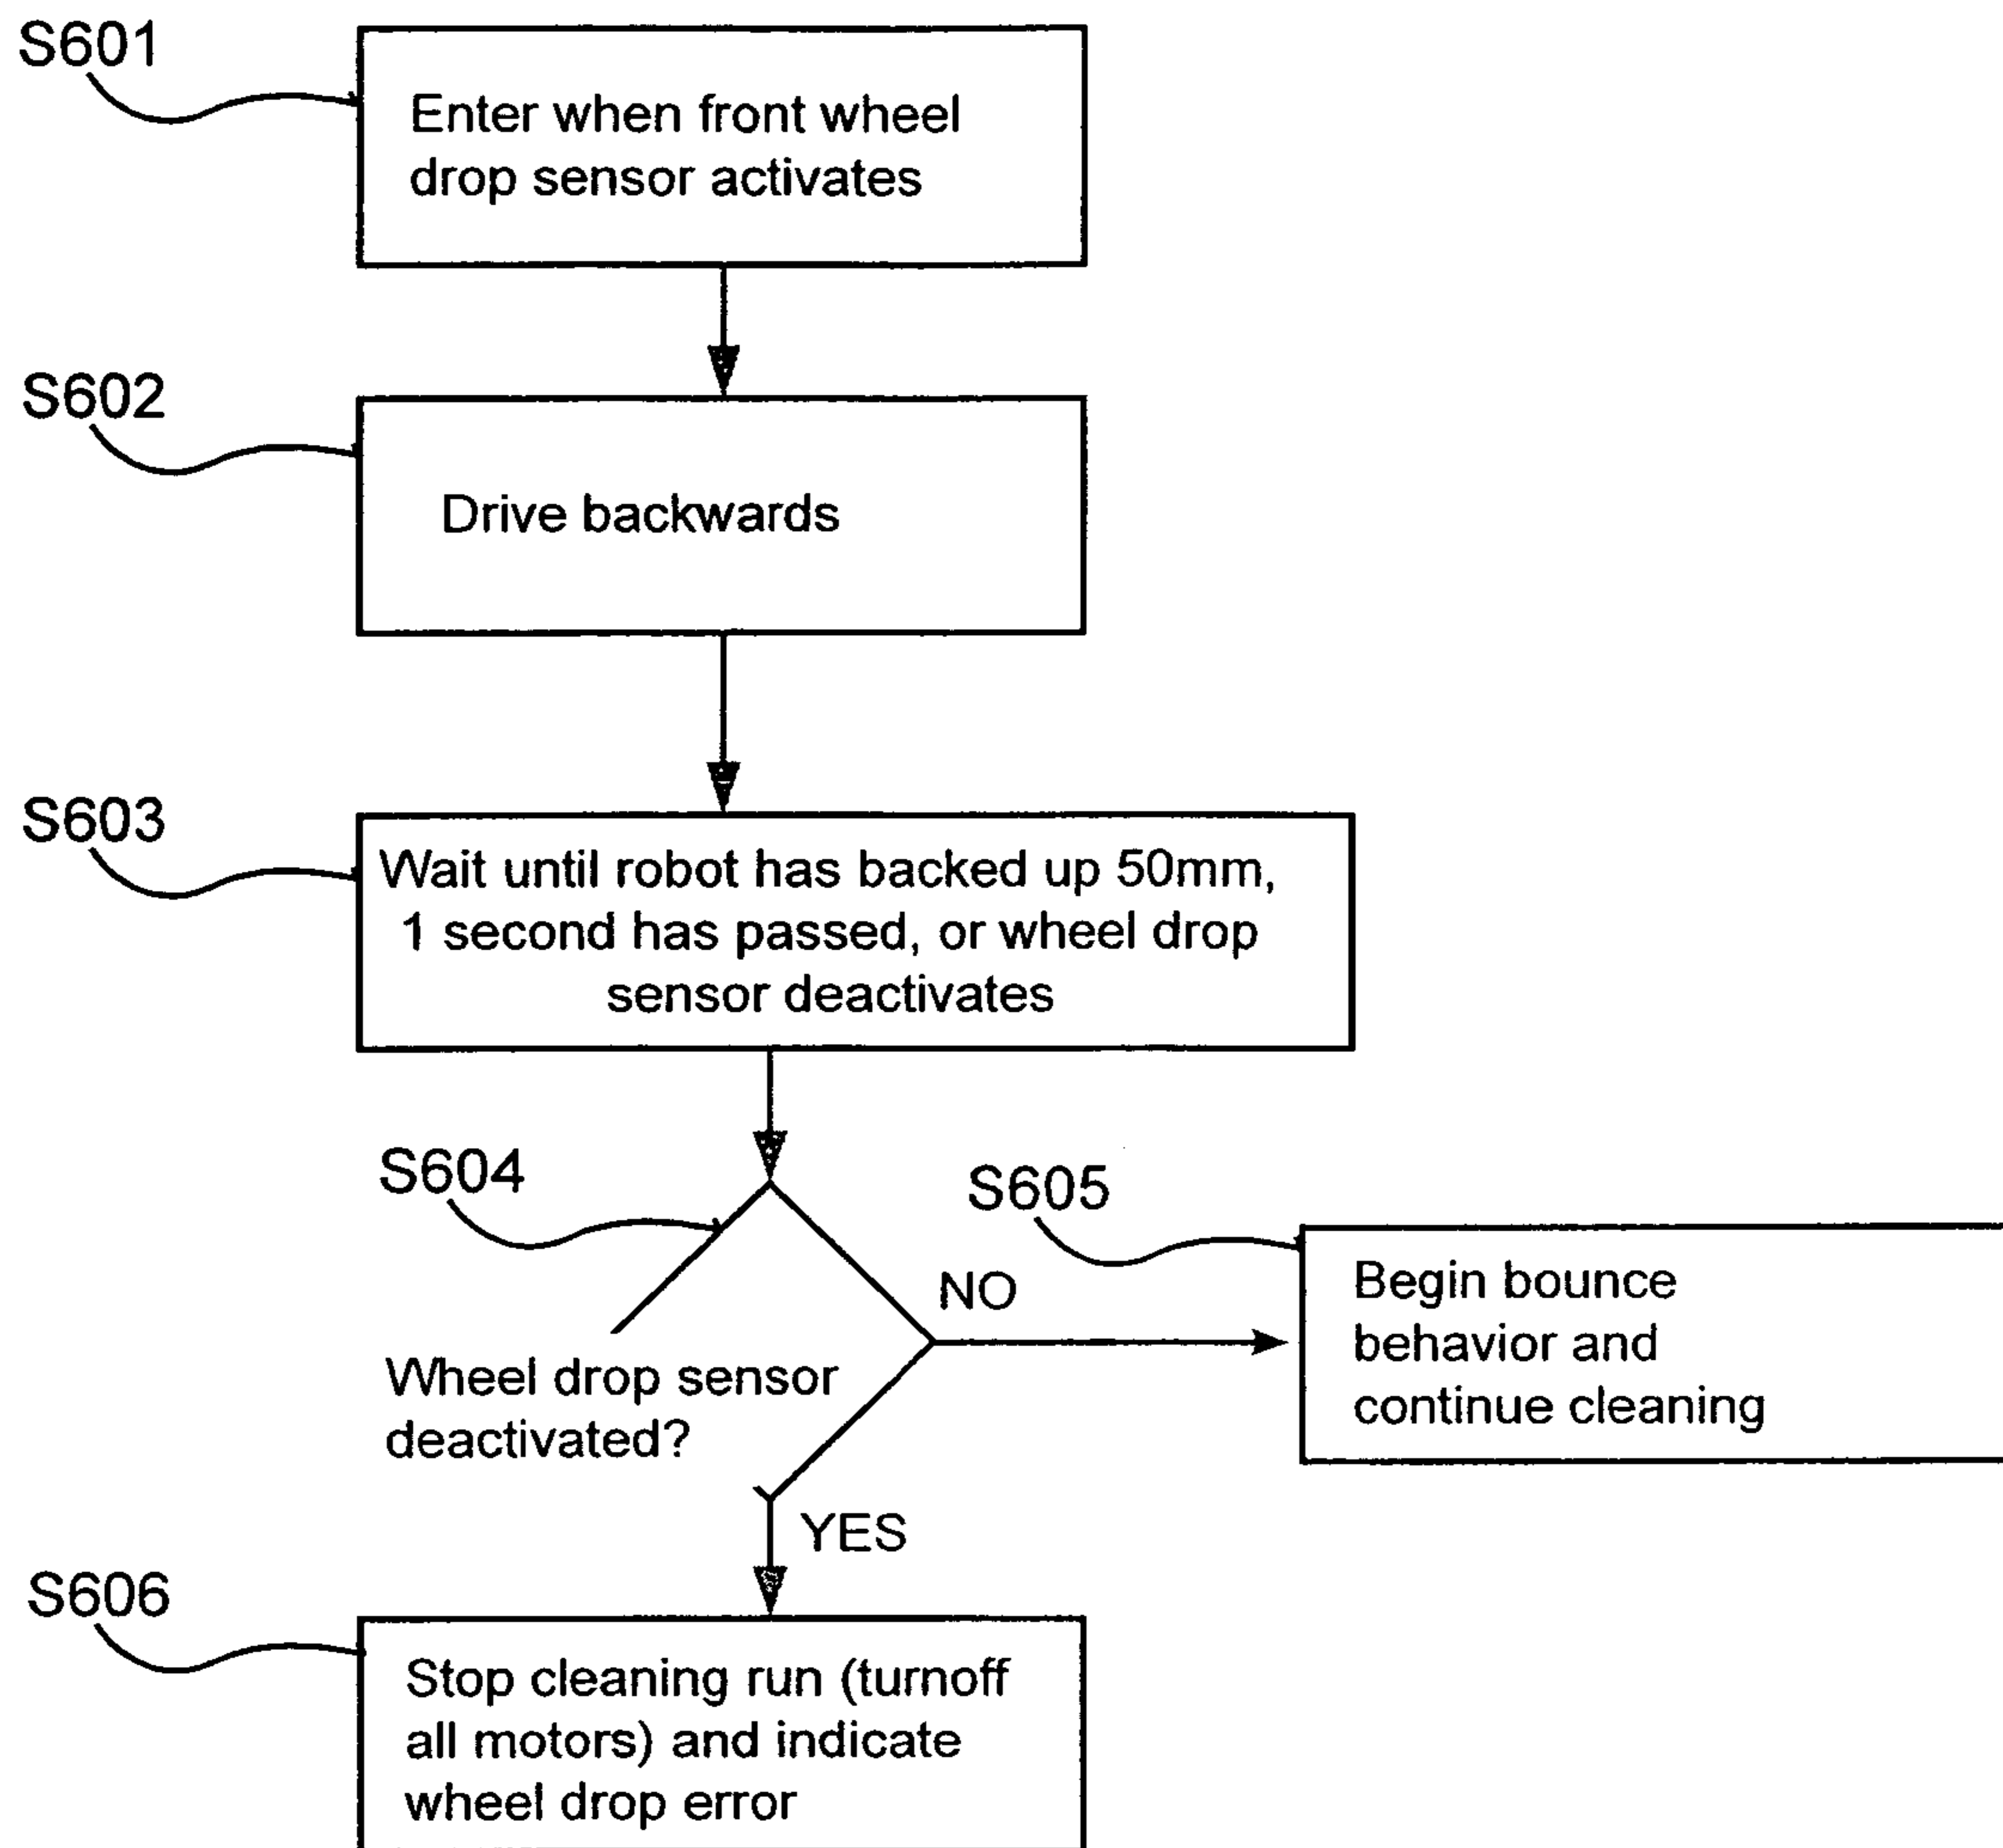 S601
Enter when front wheel
drop sensor activates
S602
Drive backwards
S603
Wait until robot has backed up 50mm,
1 second has passed, or wheel drop
sensor deactivates
S604
Wheel drop sensor
deactivated?
NO
S605
Begin bounce
behavior and
continue cleaning
YES
S606
Stop cleaning run (turnoff
all motors) and indicate
wheel drop error